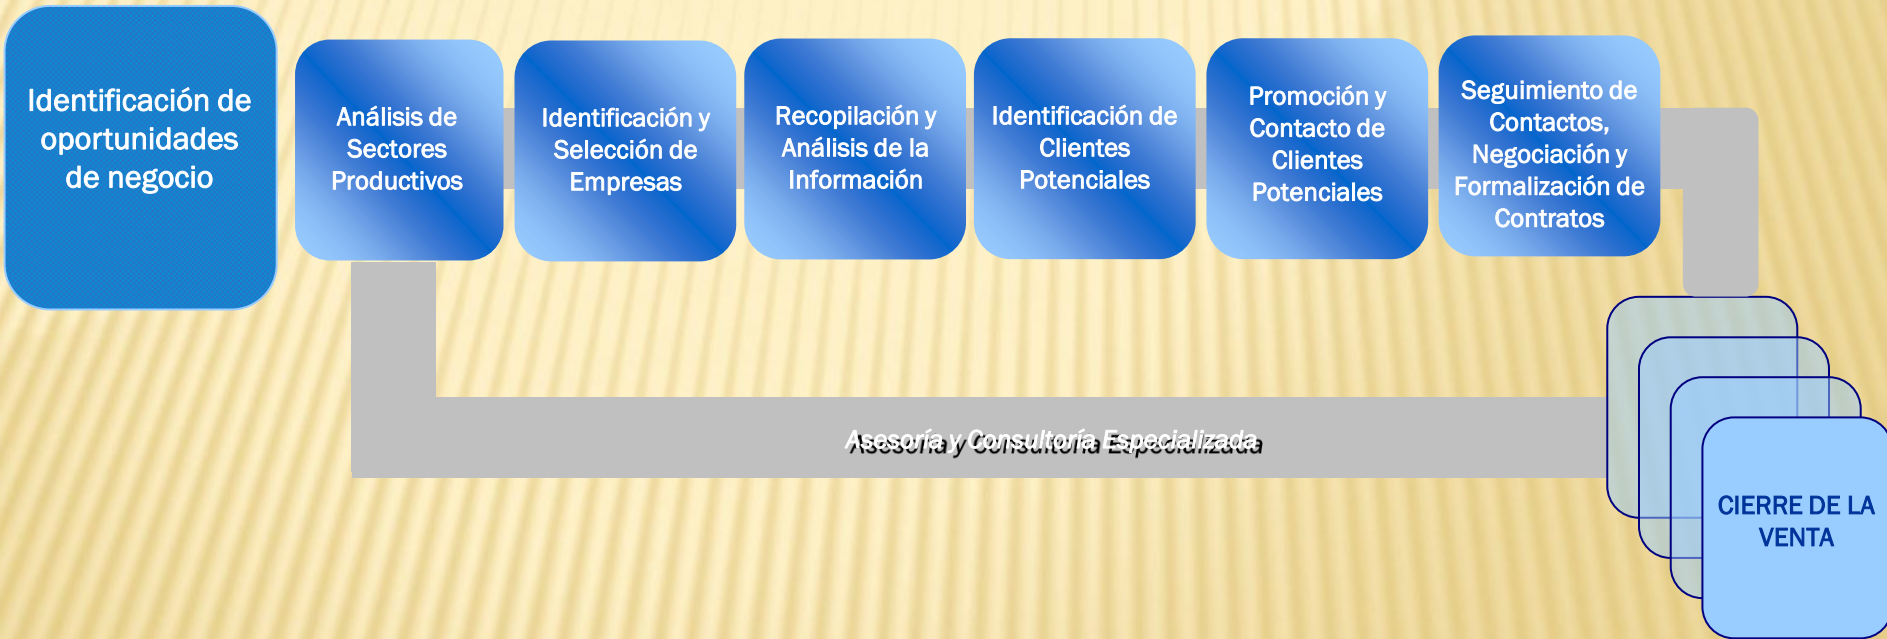 Identificación de
oportunidades
de negocio
Análisis de
Sectores
Productivos
Identificación y
Selección de
Empresas
Recopilación y
Análisis de la
Información
Identificación de
Clientes
Potenciales
Promoción y
Contacto de
Clientes
Potenciales
Seguimiento de
Contactos,
Negociación y
Formalización de
Contratos
Asesoría y Consultoría Especializada
CIERRE DE LA
VENTA